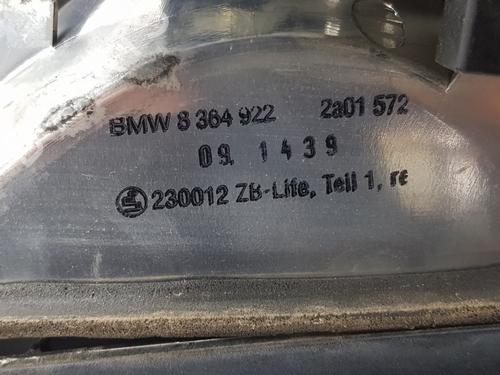 BMW 8 364 922 2a01 572
09. 1439
230012 ZB-Life, Teil 1, re